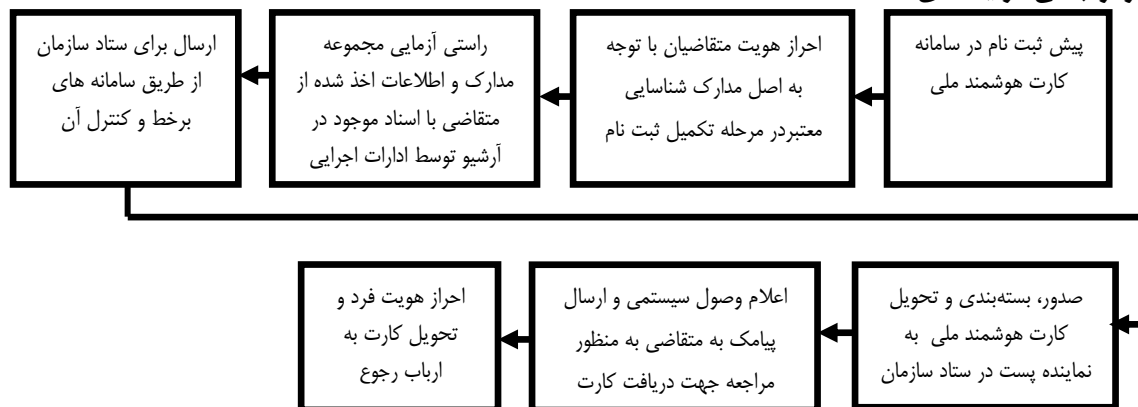 پیش ثبت نام در سامانه
کارت هوشمند ملی
احراز هویت متقاضیان با توجه
به اصل مدارک شناسایی
معتبردر مرحله تکمیل ثبت نام
راستی آزمایی مجموعه
مدارک و اطلاعات اخذ شده از
متقاضی با اسناد موجود در
آرشیو توسط ادارات اجرایی
ارسال برای ستاد سازمان
از طریق سامانه های
برخط و کنترل آن
صدور، بسته‌بندی و تحویل
کارت هوشمند ملی به
نماینده پست در ستاد سازمان
اعلام وصول سیستمی و ارسال
پیامک به متقاضی به منظور
مراجعه جهت دریافت کارت
احراز هویت فرد و
تحویل کارت به
ارباب رجوع